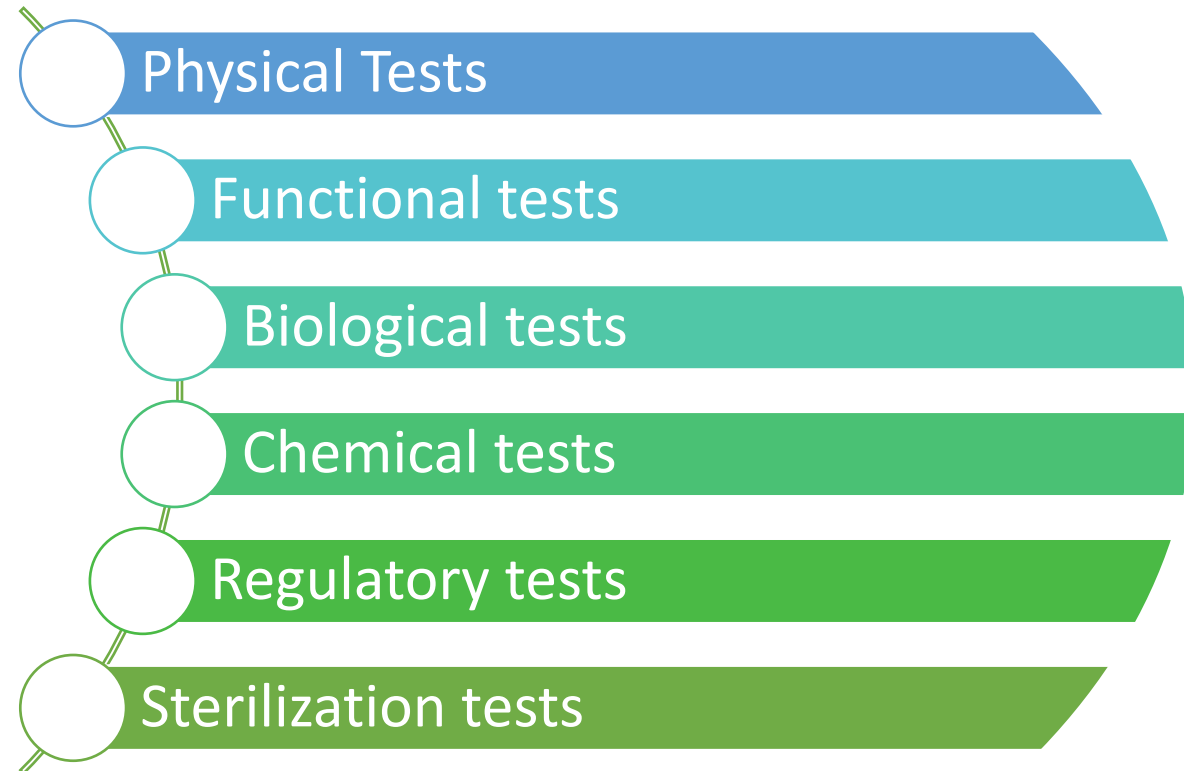 Physical Tests
Functional tests
Biological tests
Chemical tests
Regulatory tests
Sterilization tests